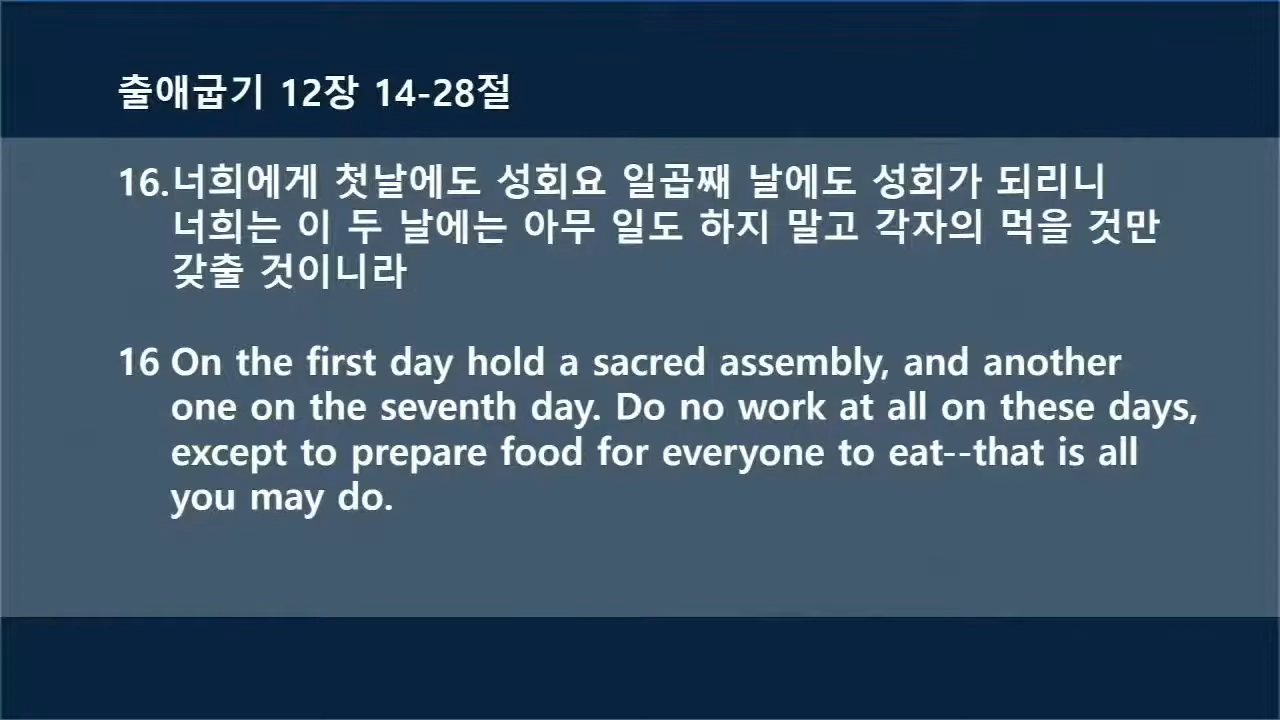 출애굽기 12장 14-28절
16.너희에게 첫날에도 성회요 일곱째 날에도 성회가 되리니
너희는 이 두 날에는 아무 일도 하지 말고 각자의 먹을 것만
갖출 것이니라
16 On the first day hold a sacred assembly, and another
one on the seventh day. Do no work at all on these days,
except to prepare food for everyone to eat--that is all
you may do.